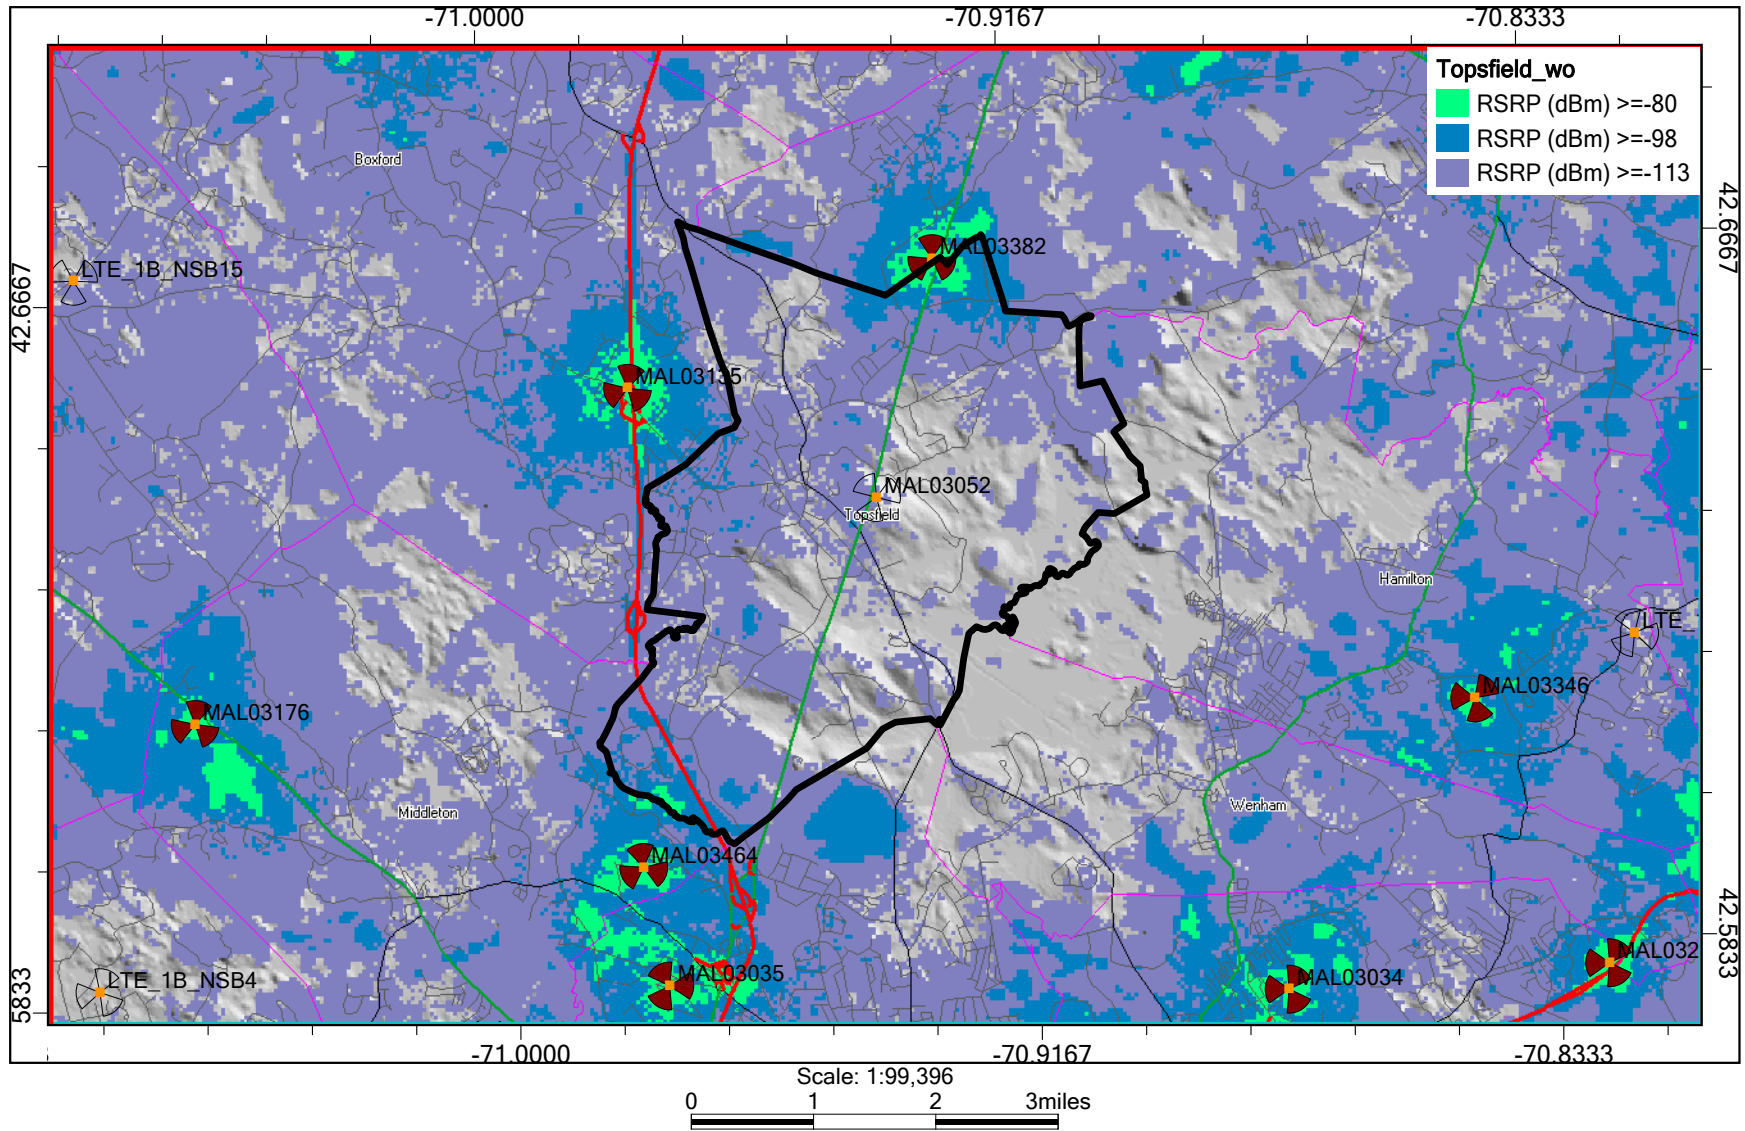 -71.0000
-70.9167
-70.8333
Topsfield_wo
RSRP (dBm) >=-80
RSRP (dBm) >=-98
RSRP (dBm) >=-113
Boxford
42.6667
MAL03382
LTE_1B_NSB15
42.6667
MAL03135
MAL03052
Topsfield
Hamilton
LTE_
MAL03346
MAL03176
Wenham
Middleton
MAL03464
42.5833
MAL032
MAL03035
MAL03034
LTE_1B_NSB4
5833
-71.0000
-70.9167
-70.8333
Scale: 1:99,396
0 1 2 3miles